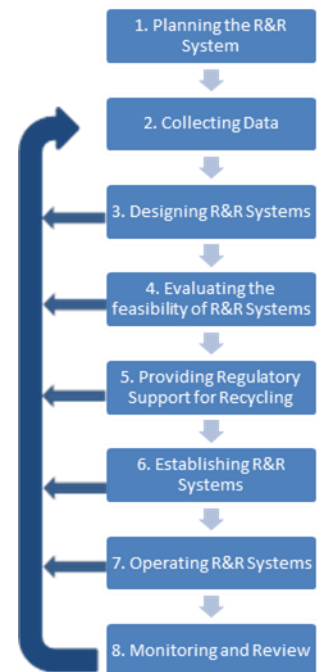 1. Planning the R&R
System
2. Collecting Data
3. Designing R&R Systems
4. Evaluating the
feasibility of R&R Systems
5. Providing Regulatory
Support for Recycling
6. Establishing R&R
Systems
7. Operating R&R Systems
8. Monitoring and Review